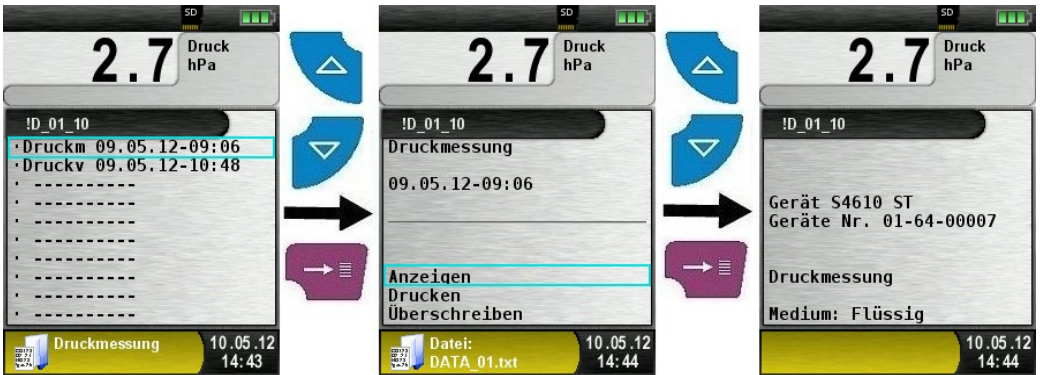 SD
2.7 Druck
hPa
!D_01_10
·Druckm 09.05.12-09:06
·Druckv 09.05.12-10:48
· ----------
· ----------
· ----------
· ----------
· ----------
· ----------
· ----------
· ----------
Druckmessung 10.05.12
14:43
SD
2.7 Druck
hPa
!D_01_10
Druckmessung
09.05.12-09:06
Anzeigen
Drucken
Überschreiben
Datei: 10.05.12
DATA_01.txt 14:44
SD
2.7 Druck
hPa
!D_01_10
Gerät S4610 ST
Geräte Nr. 01-64-00007
Druckmessung
Medium: Flüssig
10.05.12
14:44